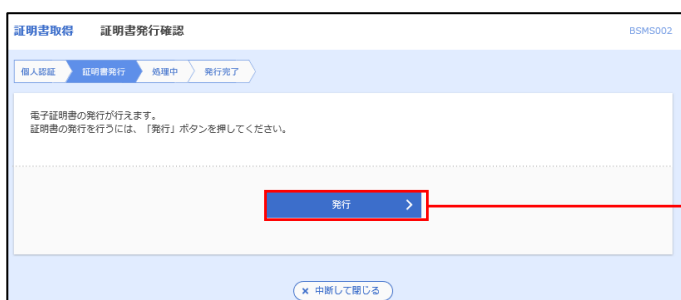 証明書取得 証明書発行確認 BSMS002
個人認証 証明書発行 処理中 発行完了
電子証明書の発行が行えます。
証明書の発行を行うには、「発行」ボタンを押してください。
発行
× 中断して閉じる